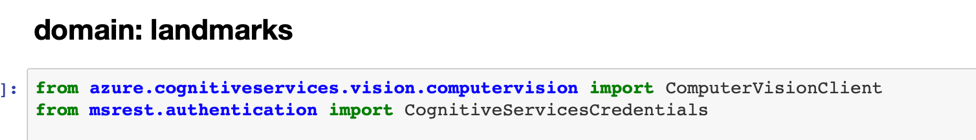 domain: landmarks
]: from azure.cognitiveservices.vision.computervision import ComputerVisionClient
from msrest.authentication import CognitiveServicesCredentials